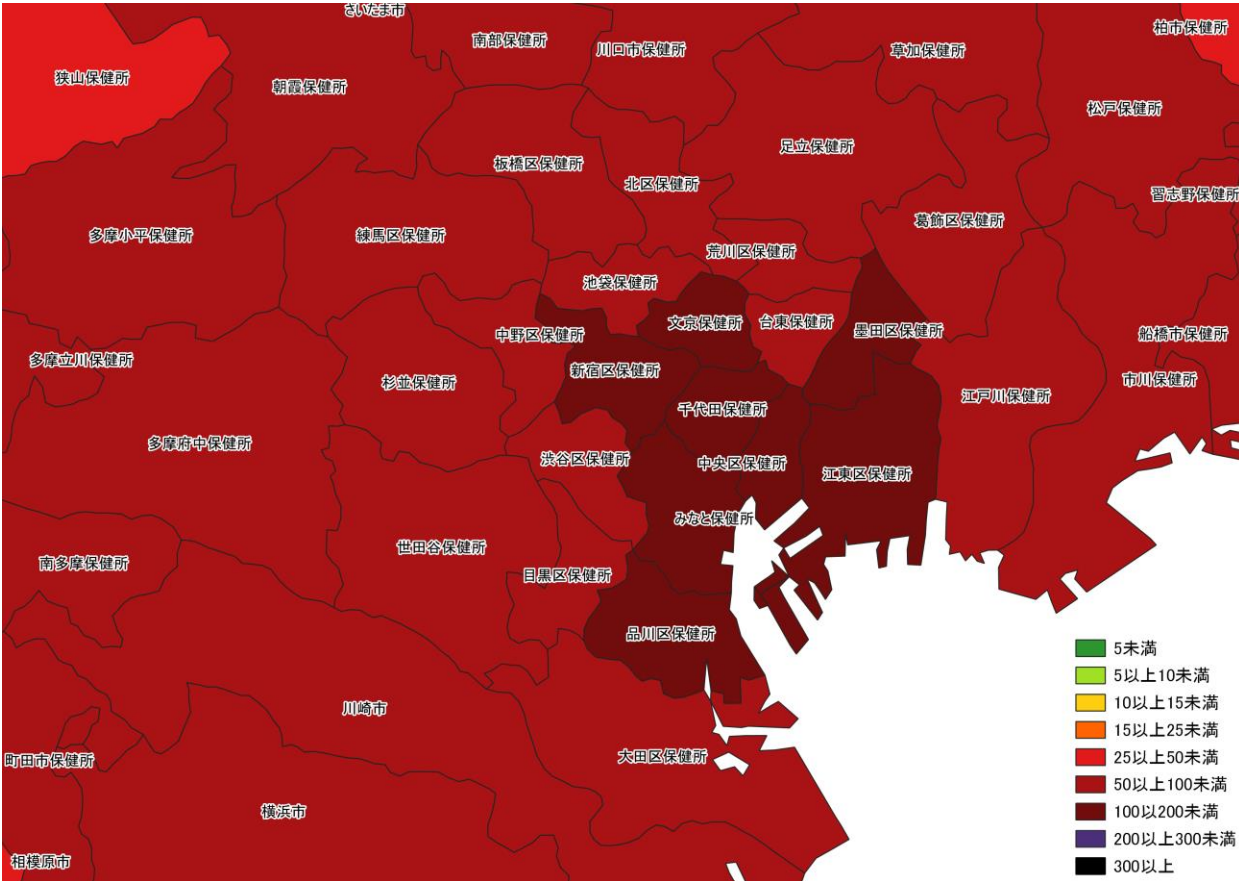 さいたま市
南部保健所
川口市保健所
草加保健所
柏市保健所
狭山保健所
朝霞保健所
松戸保健所
板橋区保健所
足立保健所
北区保健所
習志野保健所
多摩小平保健所
練馬区保健所
葛飾区保健所
荒川区保健所
池袋保健所
中野区保健所
文京保健所
台東保健所
墨田区保健所
船橋市保健所
多摩立川保健所
杉並保健所
新宿区保健所
市川保健所
千代田保健所
江戸川保健所
多摩府中保健所
渋谷区保健所
中央区保健所
江東区保健所
みなと保健所
世田谷保健所
南多摩保健所
目黒区保健所
品川区保健所
川崎市
大田区保健所
町田市保健所
横浜市
相模原市
5未満
5以上10未満
10以上15未満
15以上25未満
25以上50未満
50以上100未満
100以200未満
200以上300未満
300以上